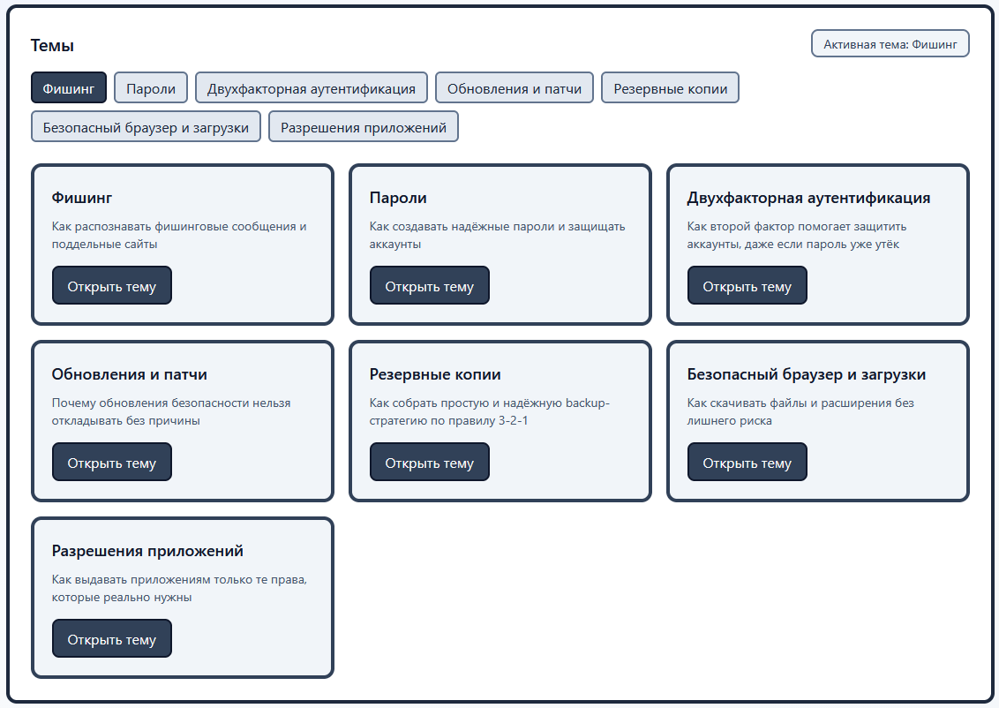 Темы
Активная тема: Фишинг
Фишинг
Пароли
Двухфакторная аутентификация
Обновления и патчи
Резервные копии
Безопасный браузер и загрузки
Разрешения приложений
Фишинг
Как распознавать фишинговые сообщения и
поддельные сайты
Открыть тему
Пароли
Как создавать надёжные пароли и защищать
аккаунты
Открыть тему
Двухфакторная аутентификация
Как второй фактор помогает защитить
аккаунты, даже если пароль уже утёк
Открыть тему
Обновления и патчи
Почему обновления безопасности нельзя
откладывать без причины
Открыть тему
Резервные копии
Как собрать простую и надёжную backup-
стратегию по правилу 3-2-1
Открыть тему
Безопасный браузер и загрузки
Как скачивать файлы и расширения без
лишнего риска
Открыть тему
Разрешения приложений
Как выдавать приложениям только те права,
которые реально нужны
Открыть тему